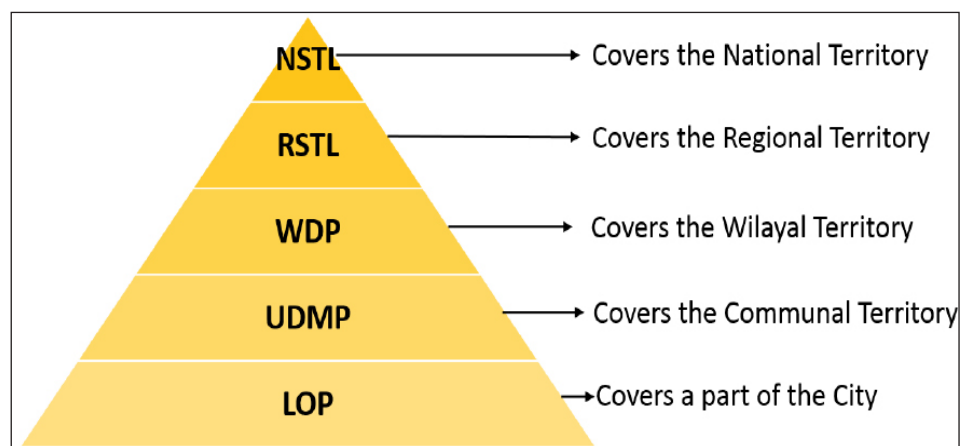 NSTL
Covers the National Territory
RSTL
Covers the Regional Territory
WDP
Covers the Wilayal Territory
UDMP
Covers the Communal Territory
LOP
Covers a part of the City